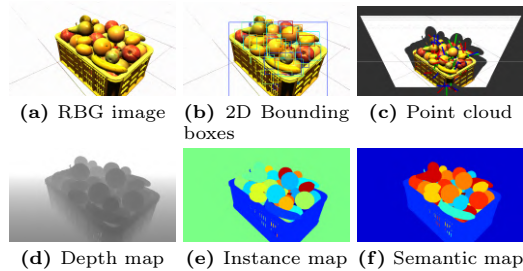 (a) RBG image
(b) 2D Bounding
boxes
(c) Point cloud
(d) Depth map
(e) Instance map
(f) Semantic map